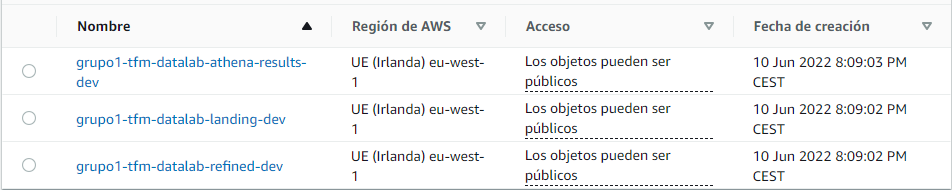 Nombre Región de AWS Acceso Fecha de creación
grupo1-tfm-datalab-athena-results- UE (Irlanda) eu-west- Los objetos pueden ser 10 Jun 2022 8:09:03 PM
dev 1 públicos CEST
grupo1-tfm-datalab-landing-dev UE (Irlanda) eu-west- Los objetos pueden ser 10 Jun 2022 8:09:02 PM
1 públicos CEST
grupo1-tfm-datalab-refined-dev UE (Irlanda) eu-west- Los objetos pueden ser 10 Jun 2022 8:09:02 PM
1 públicos CEST